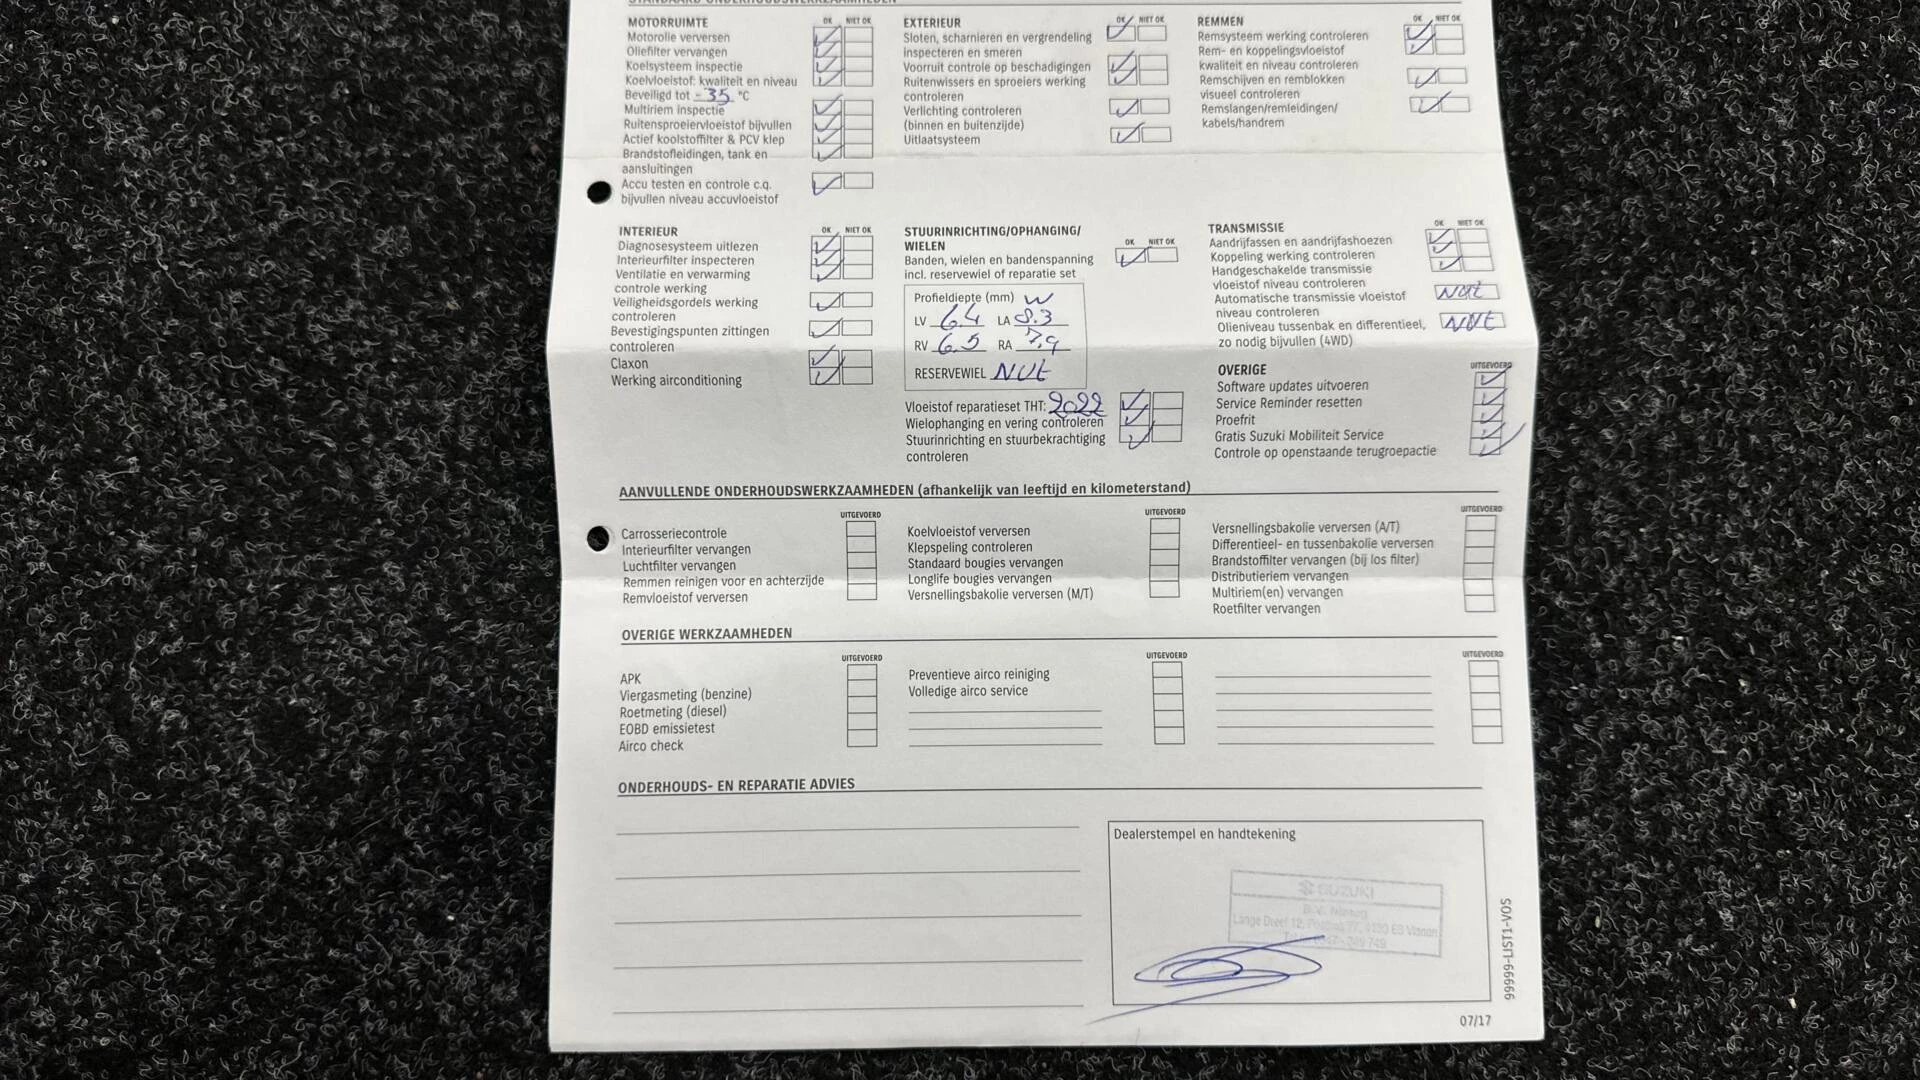 STANDAARD ONDERHOUDSWERKZAAMHEDEN
MOTORRUIMTE OK NIET OK
Motorolie verversen
Oliefilter vervangen
Koelsysteem inspectie
Koelvloeistof: kwaliteit en niveau
Beveiligd tot -35 °C
Multiriem inspectie
Ruitensproeiervloeistof bijvullen
Actief koolstoffilter & PCV klep
Brandstofleidingen, tank en
aansluitingen
Accu testen en controle c.q.
bijvullen niveau accuvloeistof
EXTERIEUR OK NIET OK
Sloten, scharnieren en vergrendeling
inspecteren en smeren
Voorruit controle op beschadigingen
Ruitenwissers en sproeiers werking
controleren
Verlichting controleren
(binnen en buitenzijde)
Uitlaatsysteem
REMMEN OK NIET OK
Remsysteem werking controleren
Rem- en koppelingsvloeistof
kwaliteit en niveau controleren
Remschijven en remblokken
visueel controleren
Remslangen/remleidingen/
kabels/handrem
INTERIEUR OK NIET OK
Diagnosesysteem uitlezen
Interieurfilter inspecteren
Ventilatie en verwarming
controle werking
Veiligheidsgordels werking
controleren
Bevestigingspunten zittingen
controleren
Claxon
Werking airconditioning
STUURINRICHTING/OPHANGING/
WIELEN OK NIET OK
Banden, wielen en bandenspanning
incl. reservewiel of reparatie set
Profieldiepte (mm) W
LV 6.4 LA 8.3
RV 6.5 RA 7.9
RESERVEWIEL NVT
Vloeistof reparatieset THT: 2022
Wielophanging en vering controleren
Stuurinrichting en stuurbekrachtiging
controleren
TRANSMISSIE OK NIET OK
Aandrijfassen en aandrijfashoezen
Koppeling werking controleren
Handgeschakelde transmissie
vloeistof niveau controleren
Automatische transmissie vloeistof NVT
niveau controleren
Olieniveau tussenbak en differentieel, NVT
zo nodig bijvullen (4WD)
OVERIGE UITGEVOERD
Software updates uitvoeren
Service Reminder resetten
Proefrit
Gratis Suzuki Mobiliteit Service
Controle op openstaande terugroepactie
AANVULLENDE ONDERHOUDSWERKZAAMHEDEN (afhankelijk van leeftijd en kilometerstand)
UITGEVOERD
Carrosseriecontrole
Interieurfilter vervangen
Luchtfilter vervangen
Remmen reinigen voor en achterzijde
Remvloeistof verversen
UITGEVOERD
Koelvloeistof verversen
Klepspeling controleren
Standaard bougies vervangen
Longlife bougies vervangen
Versnellingsbakolie verversen (M/T)
UITGEVOERD
Versnellingsbakolie verversen (A/T)
Differentieel- en tussenbakolie verversen
Brandstoffilter vervangen (bij los filter)
Distributieriem vervangen
Multiriem(en) vervangen
Roetfilter vervangen
OVERIGE WERKZAAMHEDEN
UITGEVOERD
APK
Viergasmeting (benzine)
Roetmeting (diesel)
EOBD emissietest
Airco check
UITGEVOERD
Preventieve airco reiniging
Volledige airco service
UITGEVOERD
ONDERHOUDS- EN REPARATIE ADVIES
Dealerstempel en handtekening
SUZUKI
B.V.
Lange Dreef 12, 4130 EB Vianen
99999-LIST1-VOS
07/17